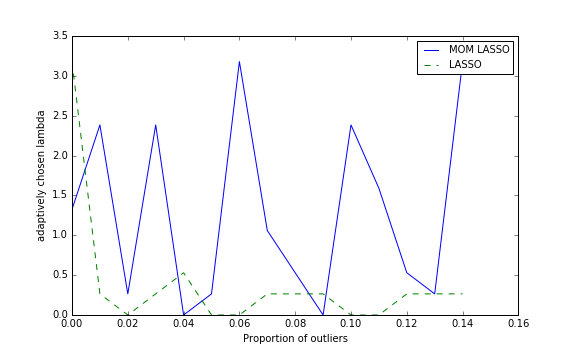 3.5
3.0
2.5
2.0
1.5
1.0
0.5
0.0
adaptively chosen lambda
MOM LASSO
LASSO
0.00 0.02 0.04 0.06 0.08 0.10 0.12 0.14 0.16
Proportion of outliers